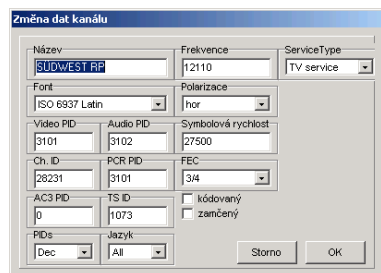 Změna dat kanálu
Název Frekvence ServiceType
SÜDWEST RP 12110 TV service
Font Polarizace
ISO 6937 Latin hor
Video PID Audio PID Symbolová rychlost
3101 3102 27500
Ch. ID PCR PID FEC
28231 3101 3/4
AC3 PID TS ID kódovaný
0 1073 zamčený
PIDs Jazyk
Dec All Storno OK